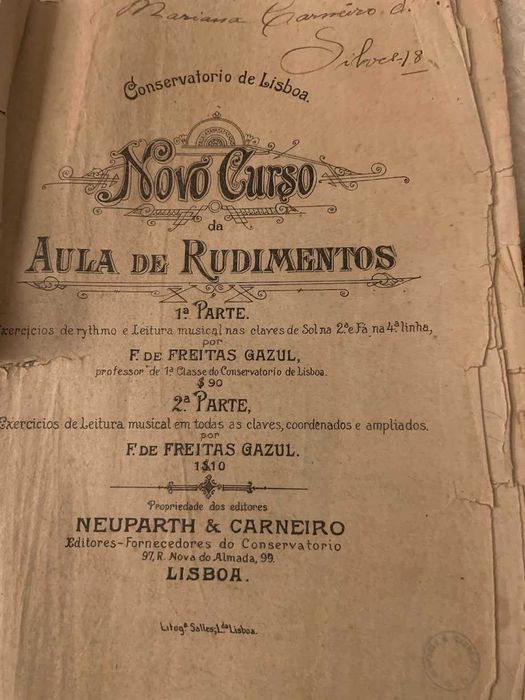 Mariana Carneiro d.
Silves-18
Conservatorio de Lisboa.
Novo Curso
da
AULA DE RUDIMENTOS
1ª PARTE.
Exercicios de rythmo e Leitura musical nas claves de Sol na 2ª e Fá na 4ª linha,
por
F. DE FREITAS GAZUL,
professor de 1ª Classe do Conservatorio de Lisboa.
$90
2ª PARTE,
Exercicios de Leitura musical em todas as claves, coordenados e ampliados.
por
F. DE FREITAS GAZUL.
1$10
Propriedade dos editores
NEUPARTH & CARNEIRO
Editores-Fornecedores do Conservatorio
97, R. Nova do Almada, 99.
LISBOA.
Litogª Salles, Lda Lisboa.